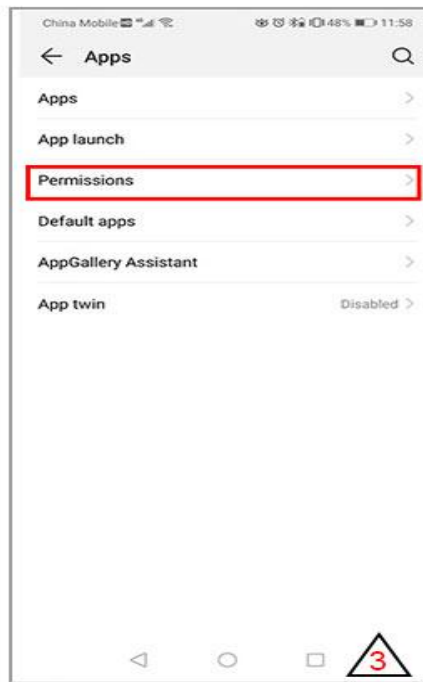 China Mobile 48% 11:58
Apps
Apps
App launch
Permissions
Default apps
AppGallery Assistant
App twin Disabled
3